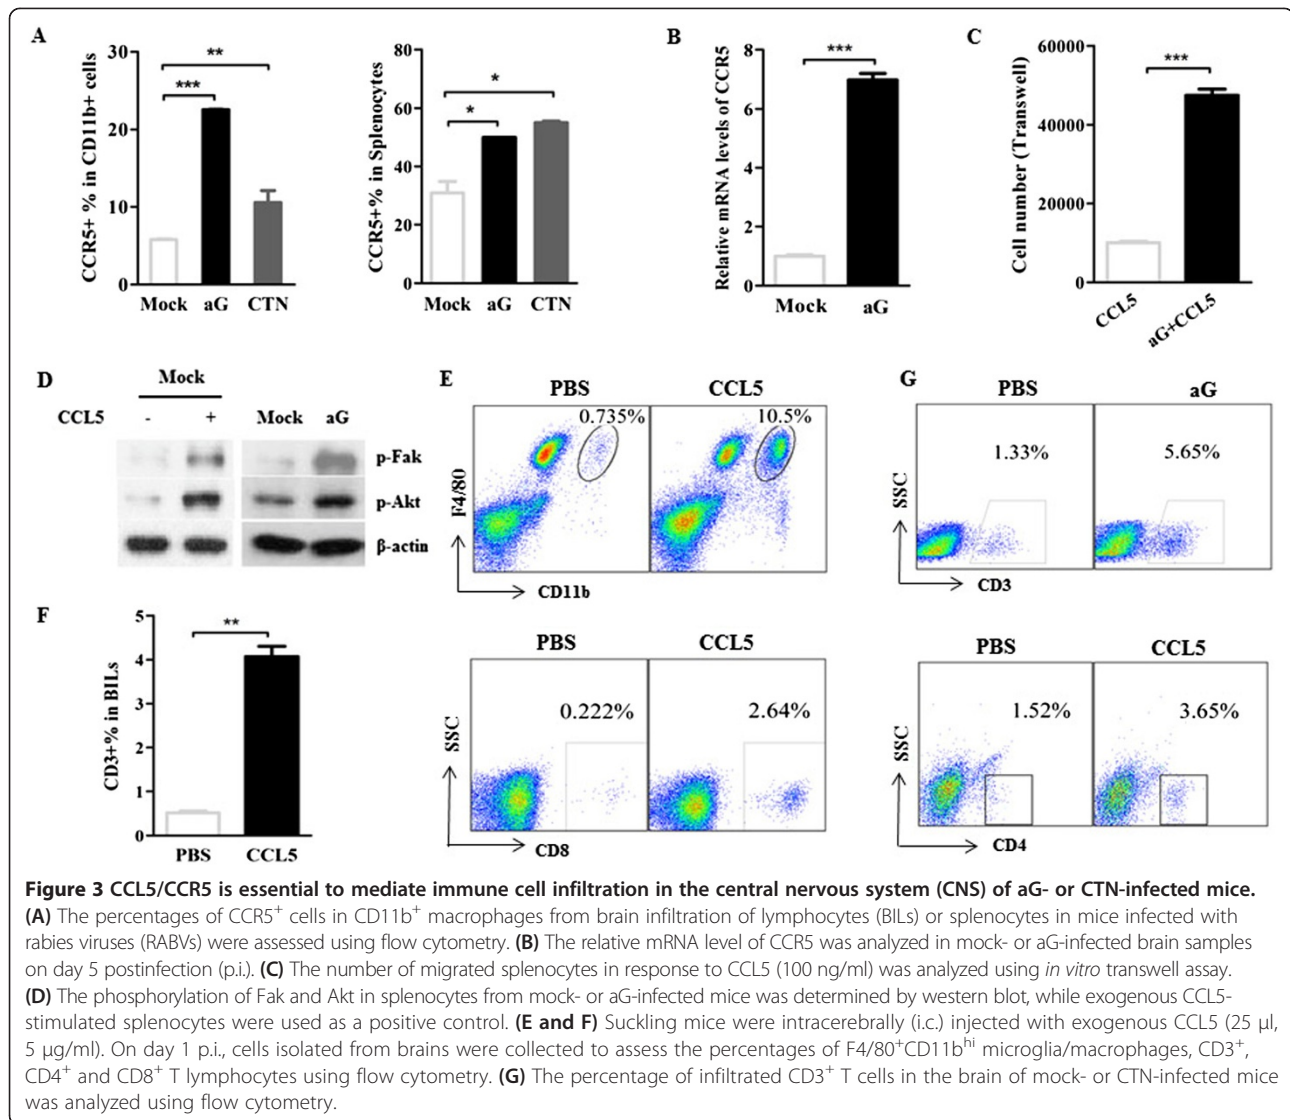 A
B
C
CCR5+ % in CD11b+ cells
30
20
10
0
**
***
Mock aG CTN
CCR5+% in Splenocytes
80
60
40
20
0
*
*
Mock aG CTN
Relative mRNA levels of CCR5
8
6
4
2
0
***
Mock aG
Cell number (Transwell)
60000
40000
20000
0
***
CCL5
aG+CCL5
D
Mock
CCL5 - + Mock aG
p-Fak
p-Akt
β-actin
E
PBS CCL5
0.735% 10.5%
F4/80
CD11b
G
PBS aG
1.33% 5.65%
SSC
CD3
F
CD3+% in BILs
5
4
3
2
1
0
**
PBS CCL5
PBS CCL5
0.222% 2.64%
SSC
CD8
PBS CCL5
1.52% 3.65%
SSC
CD4
Figure 3 CCL5/CCR5 is essential to mediate immune cell infiltration in the central nervous system (CNS) of aG- or CTN-infected mice.
(A) The percentages of CCR5⁺ cells in CD11b⁺ macrophages from brain infiltration of lymphocytes (BILs) or splenocytes in mice infected with
rabies viruses (RABVs) were assessed using flow cytometry. (B) The relative mRNA level of CCR5 was analyzed in mock- or aG-infected brain samples
on day 5 postinfection (p.i.). (C) The number of migrated splenocytes in response to CCL5 (100 ng/ml) was analyzed using in vitro transwell assay.
(D) The phosphorylation of Fak and Akt in splenocytes from mock- or aG-infected mice was determined by western blot, while exogenous CCL5-
stimulated splenocytes were used as a positive control. (E and F) Suckling mice were intracerebrally (i.c.) injected with exogenous CCL5 (25 μl,
5 μg/ml). On day 1 p.i., cells isolated from brains were collected to assess the percentages of F4/80⁺CD11bʰⁱ microglia/macrophages, CD3⁺,
CD4⁺ and CD8⁺ T lymphocytes using flow cytometry. (G) The percentage of infiltrated CD3⁺ T cells in the brain of mock- or CTN-infected mice
was analyzed using flow cytometry.